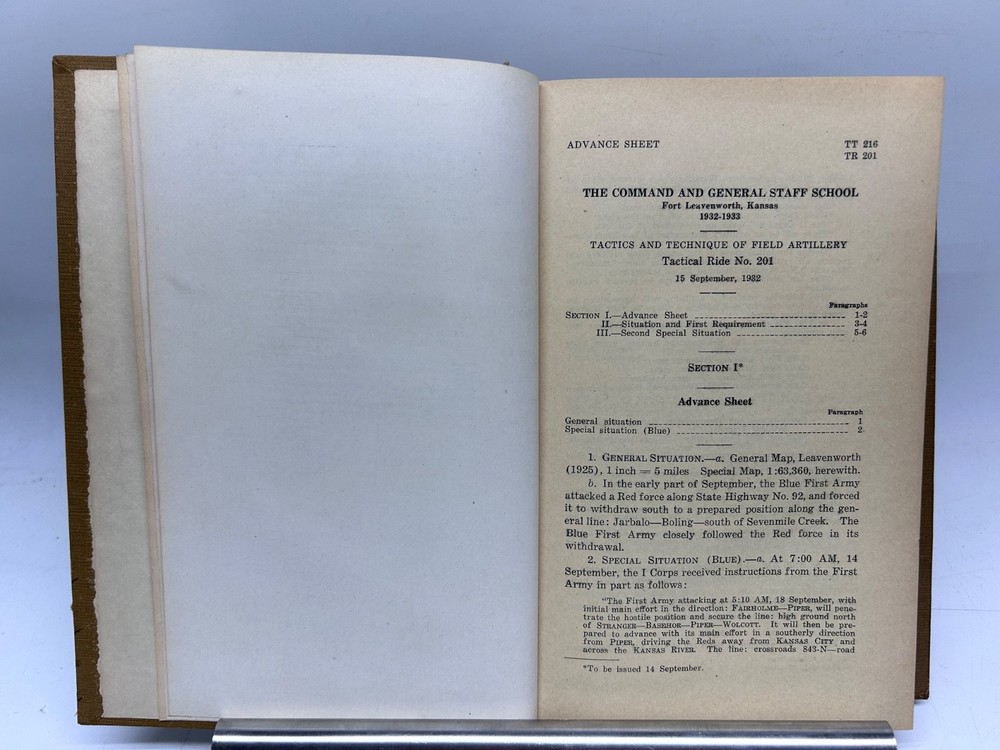 ADVANCE SHEET TT 216
TR 201
THE COMMAND AND GENERAL STAFF SCHOOL
Fort Leavenworth, Kansas
1932-1933
TACTICS AND TECHNIQUE OF FIELD ARTILLERY
Tactical Ride No. 201
15 September, 1932
Paragraphs
SECTION I.—Advance Sheet 1-2
II.—Situation and First Requirement 3-4
III.—Second Special Situation 5-6
SECTION I*
Advance Sheet
Paragraph
General situation 1
Special situation (Blue) 2
1. GENERAL SITUATION.—a. General Map, Leavenworth
(1925), 1 inch = 5 miles Special Map, 1:63,360, herewith.
b. In the early part of September, the Blue First Army
attacked a Red force along State Highway No. 92, and forced
it to withdraw south to a prepared position along the gen-
eral line: Jarbalo—Boling—south of Sevenmile Creek. The
Blue First Army closely followed the Red force in its
withdrawal.
2. SPECIAL SITUATION (BLUE).—a. At 7:00 AM, 14
September, the I Corps received instructions from the First
Army in part as follows:
"The First Army attacking at 5:10 AM, 18 September, with
initial main effort in the direction: FAIRHOLME—PIPER, will pene-
trate the hostile position and secure the line: high ground north
of STRANGER—BASEHOR—PIPER—WOLCOTT. It will then be pre-
pared to advance with its main effort in a southerly direction
from PIPER, driving the Reds away from KANSAS CITY and
across the KANSAS RIVER. The line: crossroads 843-N—road
*To be issued 14 September.